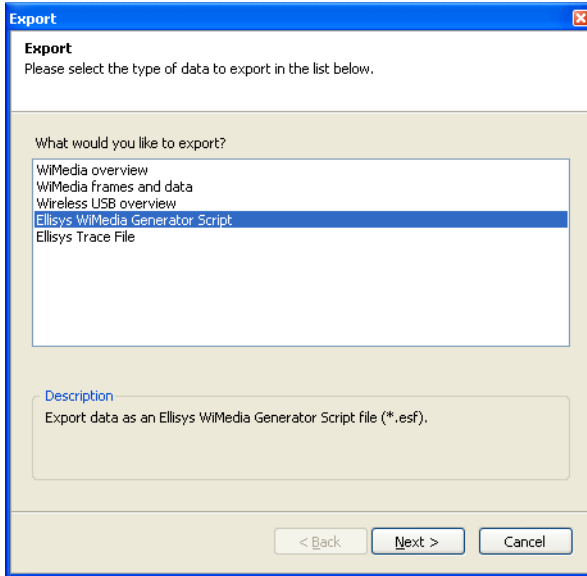 Export
Export
Please select the type of data to export in the list below.
What would you like to export?
WiMedia overview
WiMedia frames and data
Wireless USB overview
Ellisys WiMedia Generator Script
Ellisys Trace File
Description
Export data as an Ellisys WiMedia Generator Script file (*.esf).
< Back Next > Cancel